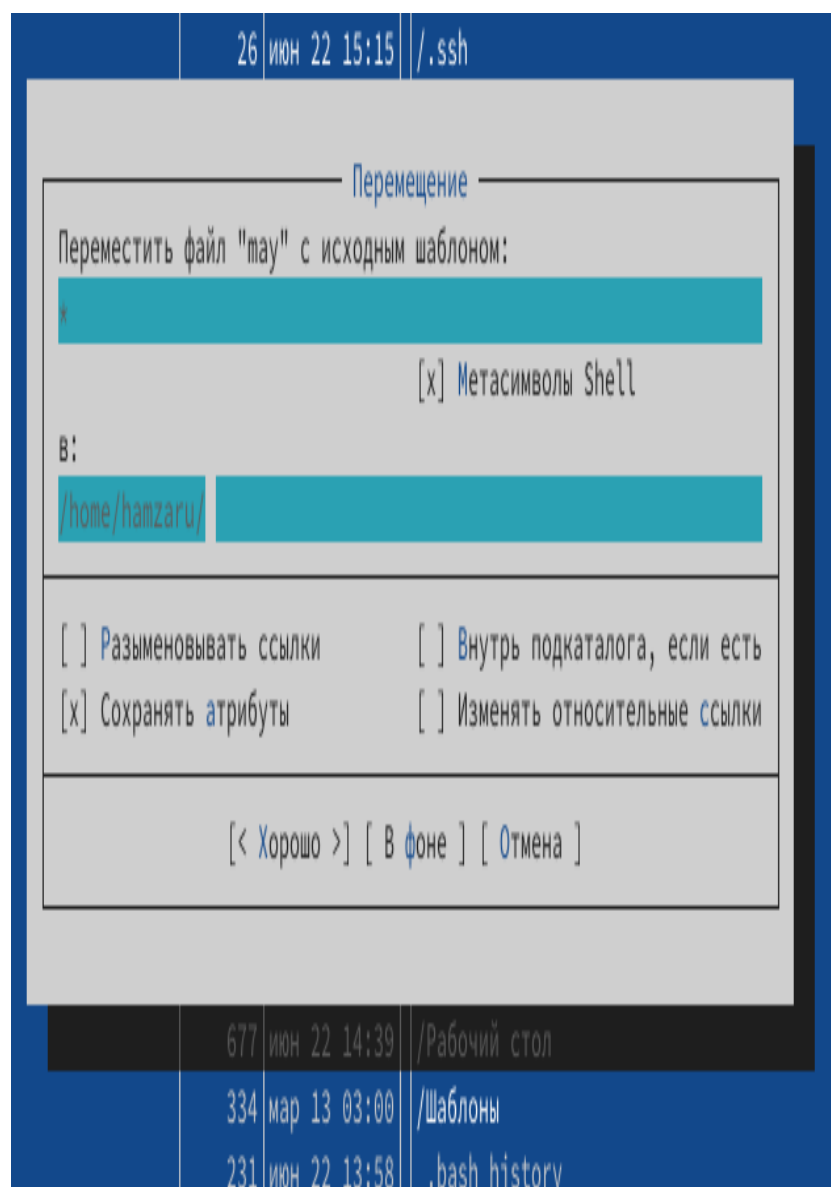 26 июн 22 15:15 /.ssh
Перемещение
Переместить файл "may" с исходным шаблоном:
*
[x] Метасимволы Shell
в:
/home/hamzaru/
[ ] Разыменовывать ссылки [ ] Внутрь подкаталога, если есть
[x] Сохранять атрибуты [ ] Изменять относительные ссылки
[< Хорошо >] [ В фоне ] [ Отмена ]
677 июн 22 14:39 /Рабочий стол
334 мар 13 03:00 /Шаблоны
231 июн 22 13:58 .bash_history